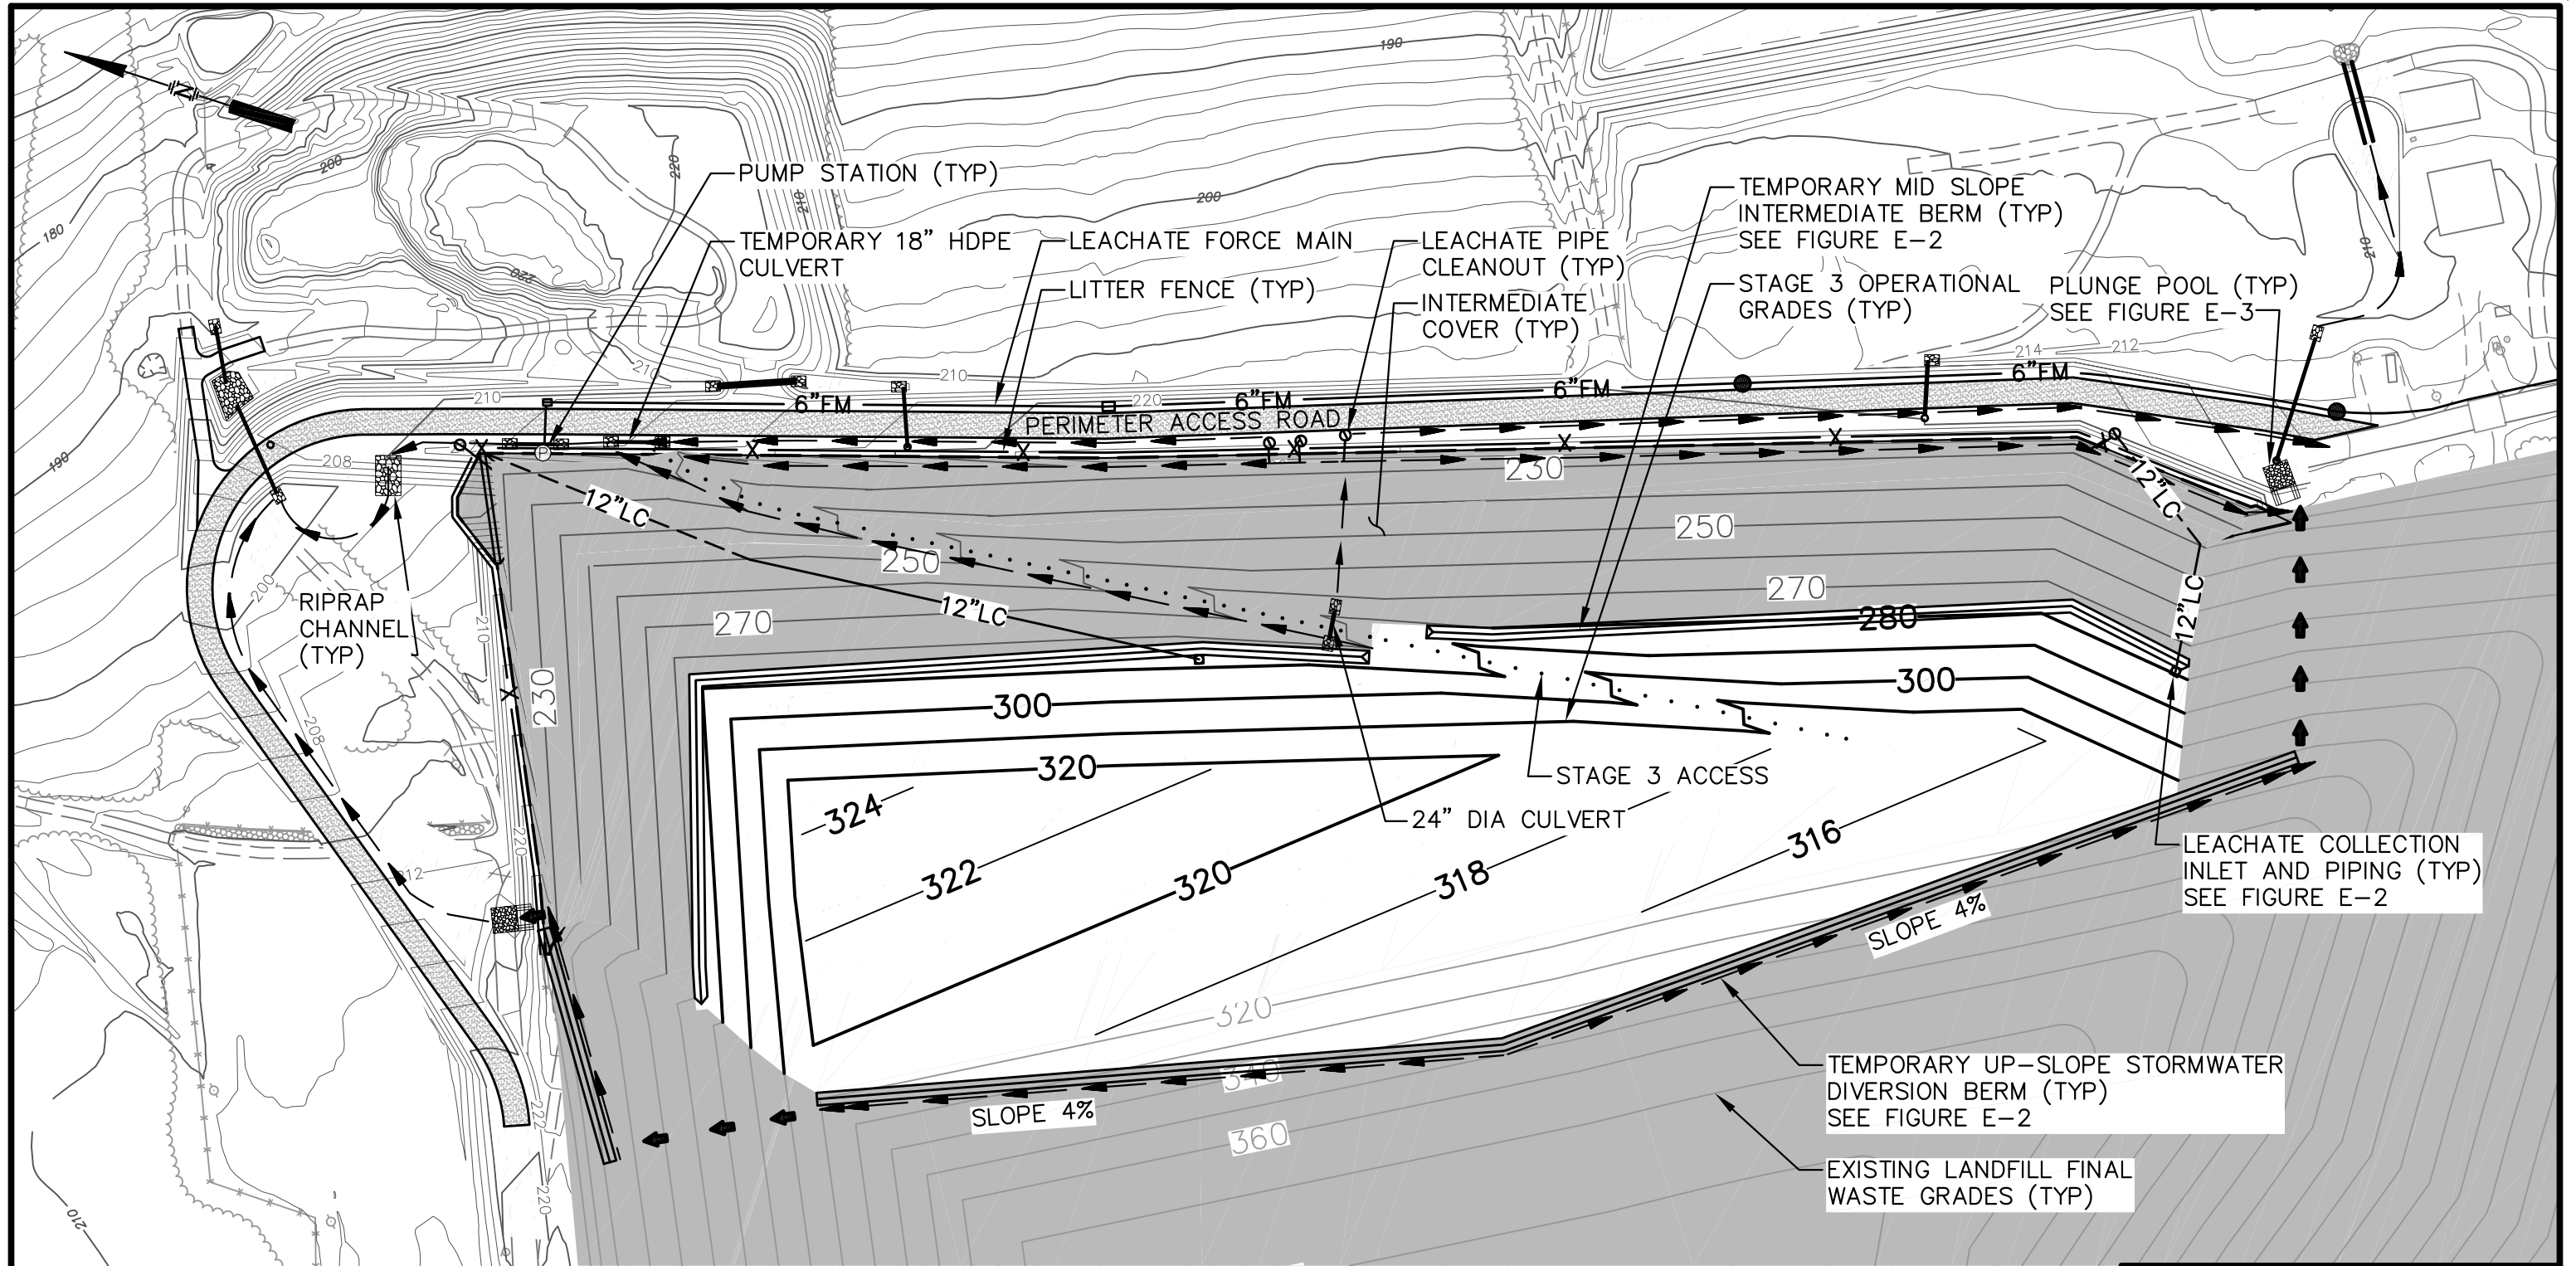 N
190
200
220
210
180
PUMP STATION (TYP)
TEMPORARY 18" HDPE
CULVERT
LEACHATE FORCE MAIN
LITTER FENCE (TYP)
200
LEACHATE PIPE
CLEANOUT (TYP)
INTERMEDIATE
COVER (TYP)
TEMPORARY MID SLOPE
INTERMEDIATE BERM (TYP)
SEE FIGURE E-2
STAGE 3 OPERATIONAL
GRADES (TYP)
PLUNGE POOL (TYP)
SEE FIGURE E-3
210
220
210
210
210
220
214
212
6"FM
6"FM
6"FM
6"FM
PERIMETER ACCESS ROAD
190
208
P
X
X
X
X
X
X
X
230
12"LC
12"LC
250
250
200
RIPRAP
CHANNEL
(TYP)
210
270
12"LC
270
280
12"LC
X
230
300
300
208
320
STAGE 3 ACCESS
24" DIA CULVERT
324
322
320
318
316
220
212
LEACHATE COLLECTION
INLET AND PIPING (TYP)
SEE FIGURE E-2
SLOPE 4%
X
320
340
SLOPE 4%
360
TEMPORARY UP-SLOPE STORMWATER
DIVERSION BERM (TYP)
SEE FIGURE E-2
EXISTING LANDFILL FINAL
WASTE GRADES (TYP)
222
220
210